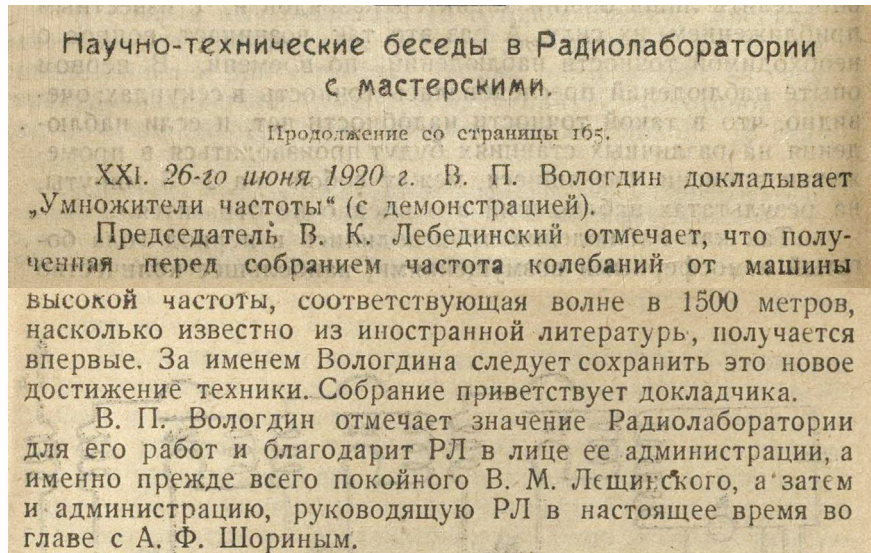 Научно-технические беседы в Радиолаборатории
с мастерскими.
Продолжение со страницы 165.
XXI. 26-го июня 1920 г. В. П. Вологдин докладывает
„Умножители частоты“ (с демонстрацией).
Председатель В. К. Лебединский отмечает, что полу-
ченная перед собранием частота колебаний от машины
высокой частоты, соответствующая волне в 1500 метров,
насколько известно из иностранной литературы, получается
впервые. За именем Вологдина следует сохранить это новое
достижение техники. Собрание приветствует докладчика.
В. П. Вологдин отмечает значение Радиолаборатории
для его работ и благодарит РЛ в лице ее администрации, а
именно прежде всего покойного В. М. Лещинского, а затем
и администрацию, руководящую РЛ в настоящее время во
главе с А. Ф. Шориным.